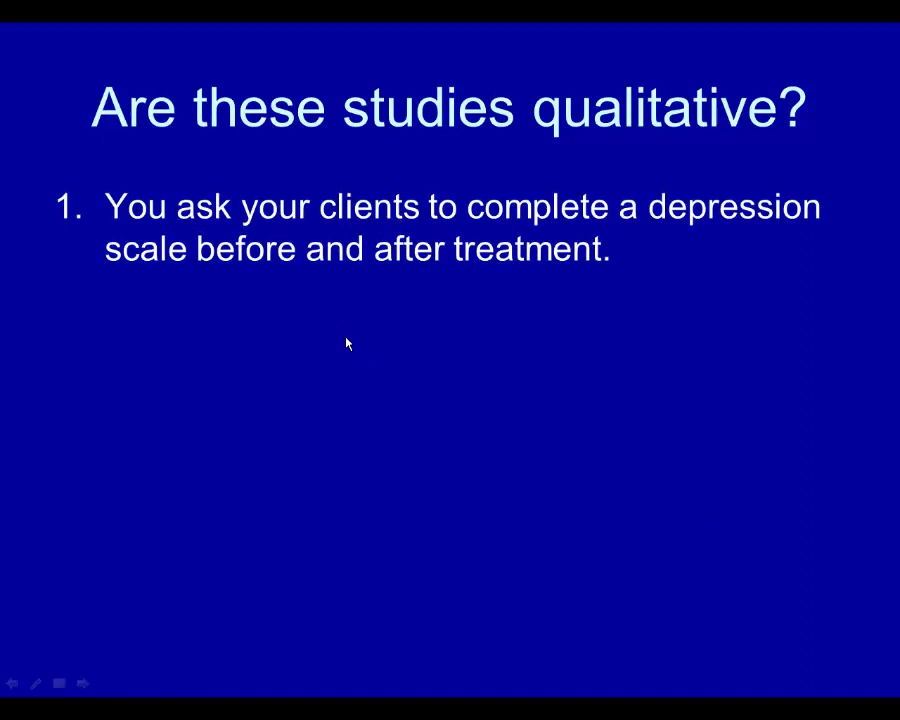 Are these studies qualitative?
1. You ask your clients to complete a depression
scale before and after treatment.